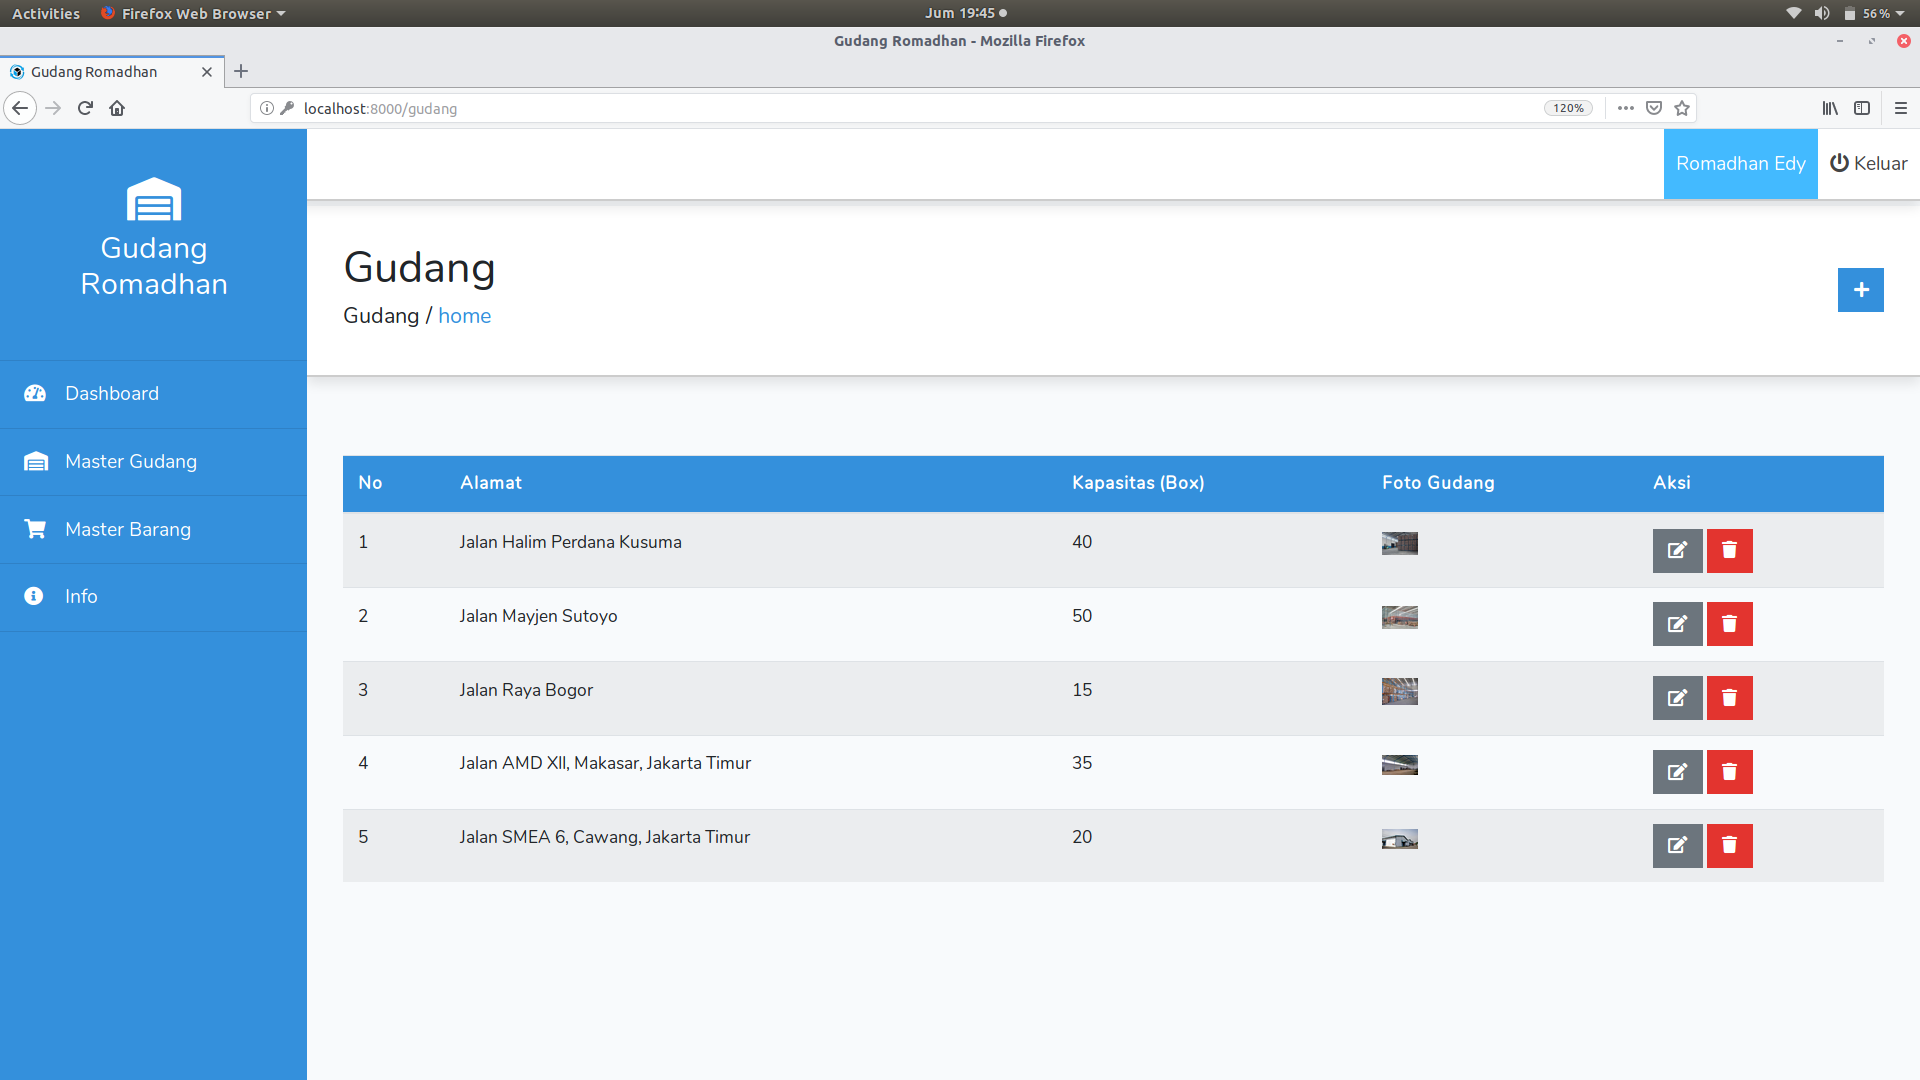 Activities Firefox Web Browser Jum 19:45 56%
Gudang Romadhan - Mozilla Firefox
Gudang Romadhan
localhost:8000/gudang 120%
Romadhan Edy Keluar
Gudang
Romadhan
Dashboard
Master Gudang
Master Barang
Info
Gudang
Gudang / home
No Alamat Kapasitas (Box) Foto Gudang Aksi
1 Jalan Halim Perdana Kusuma 40
2 Jalan Mayjen Sutoyo 50
3 Jalan Raya Bogor 15
4 Jalan AMD XII, Makasar, Jakarta Timur 35
5 Jalan SMEA 6, Cawang, Jakarta Timur 20